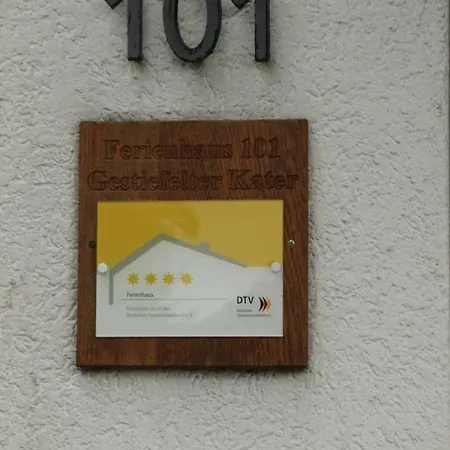 101
Ferienhaus 101
Gestiefelter Kater
Ferienhaus
DTV